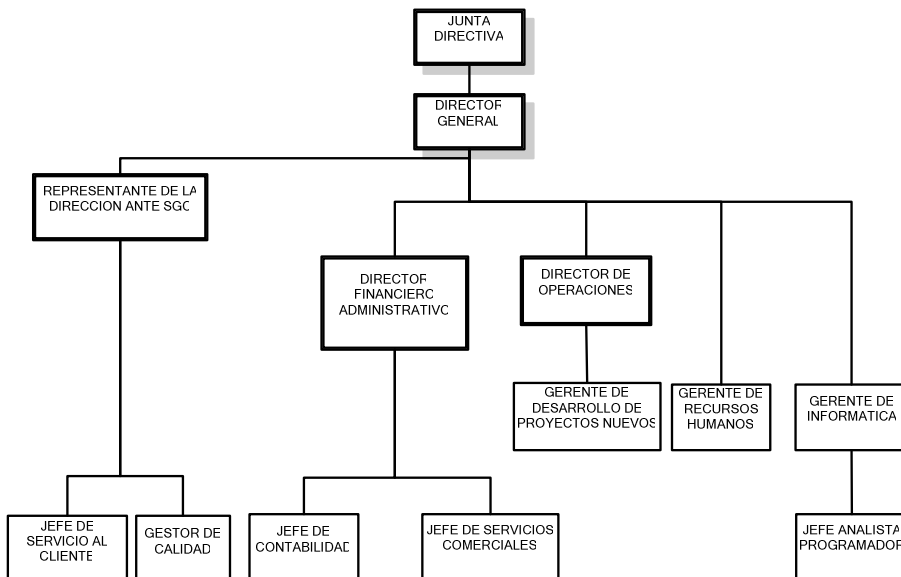 JUNTA
DIRECTIVA
DIRECTOR
GENERAL
REPRESENTANTE DE LA
DIRECCION ANTE SGC
DIRECTOR
FINANCIERO
ADMINISTRATIVO
DIRECTOR DE
OPERACIONES
GERENTE DE
DESARROLLO DE
PROYECTOS NUEVOS
GERENTE DE
RECURSOS
HUMANOS
GERENTE DE
INFORMATICA
JEFE DE
SERVICIO AL
CLIENTE
GESTOR DE
CALIDAD
JEFE DE
CONTABILIDAD
JEFE DE SERVICIOS
COMERCIALES
JEFE ANALISTA
PROGRAMADOR